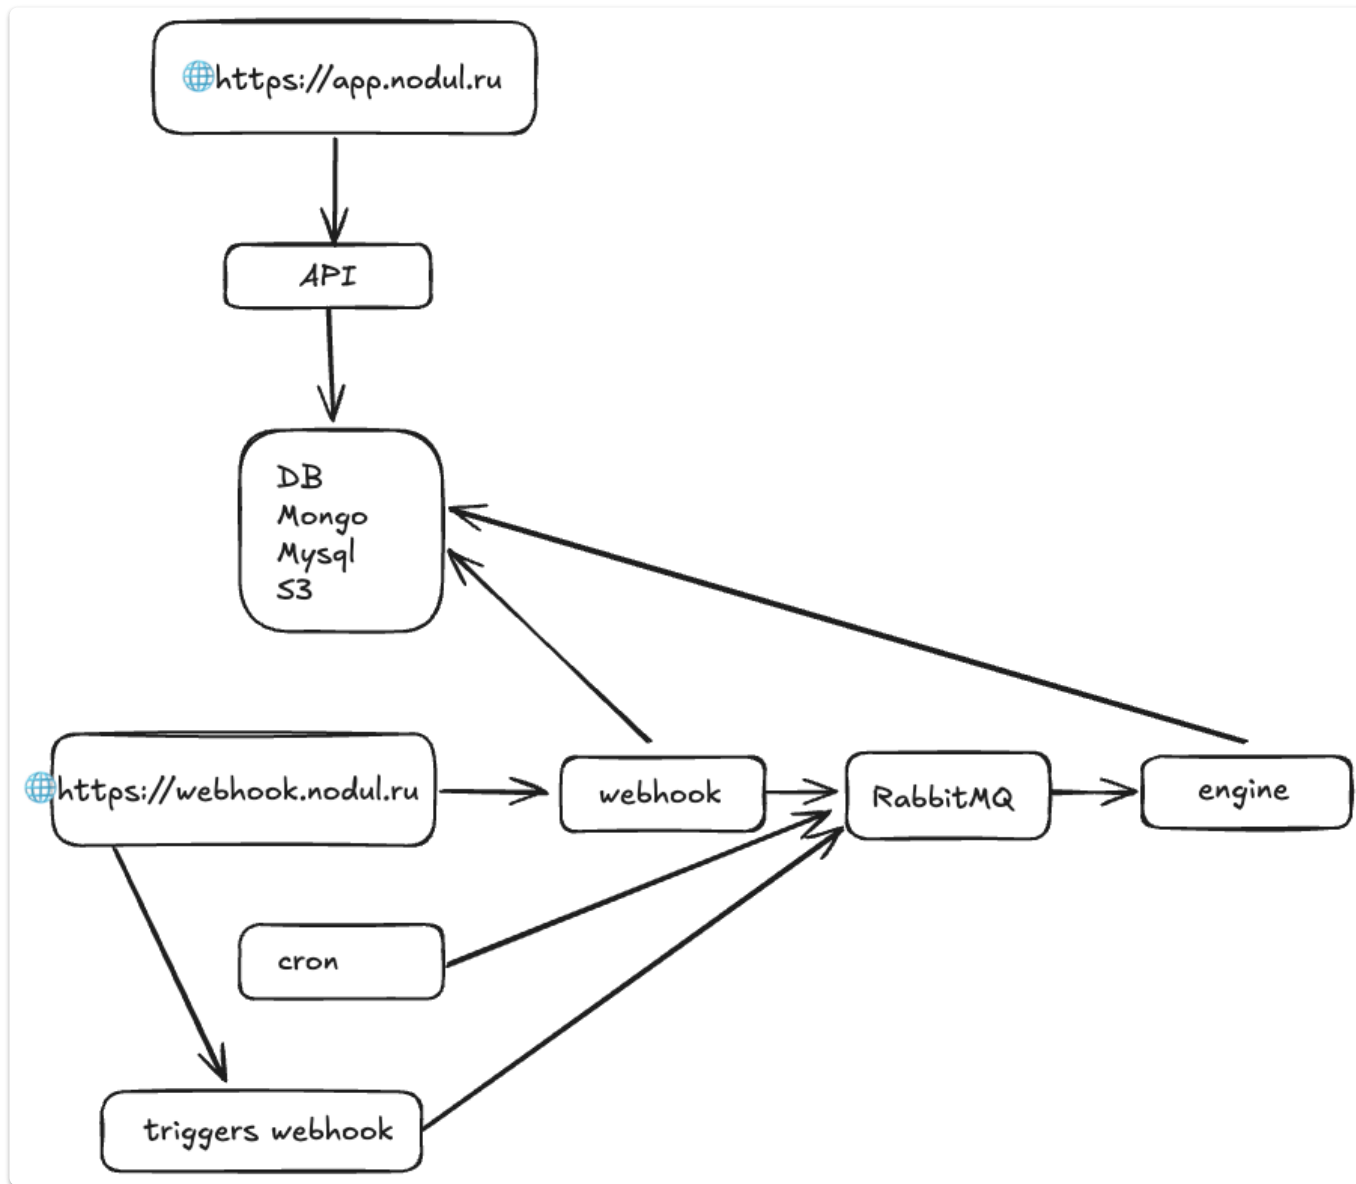 🌐https://app.nodul.ru
API
DB
Mongo
Mysql
S3
🌐https://webhook.nodul.ru
webhook
RabbitMQ
engine
cron
triggers webhook